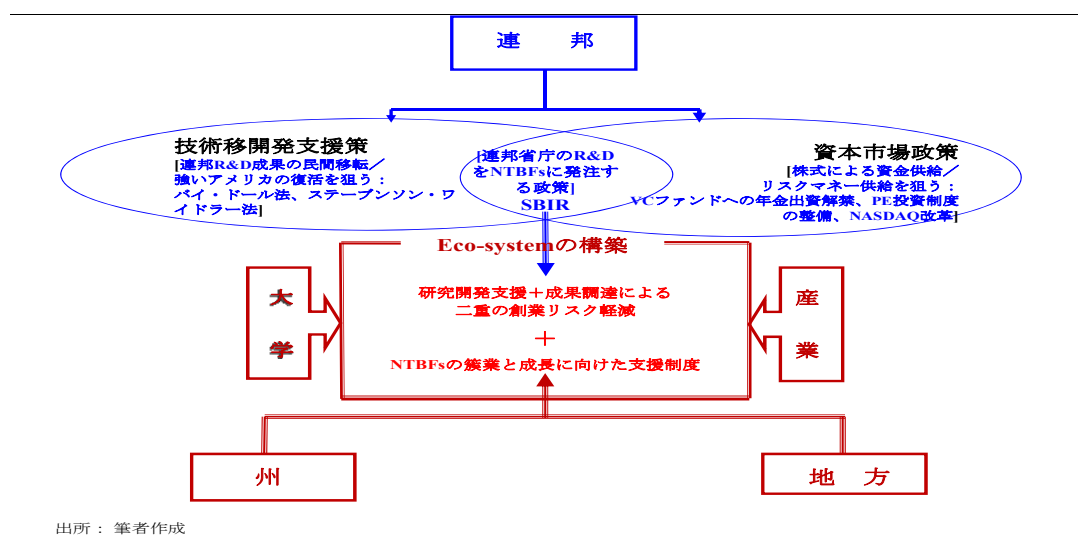 連 邦
技術移開発支援策
[連邦R&D成果の民間移転／
強いアメリカの復活を狙う：
バイ・ドール法、ステーブンソン・ワ
イドラー法]
[連邦省庁のR&D
をNTBFsに発注す
る政策]
SBIR
資本市場政策
[株式による資金供給／
リスクマネー供給を狙う：
VCファンドへの年金出資解禁、PE投資制度
の整備、NASDAQ改革]
Eco-systemの構築
大
学
研究開発支援＋成果調達による
二重の創業リスク軽減
＋
NTBFsの簇業と成長に向けた支援制度
産
業
州
地 方
出所： 筆者作成